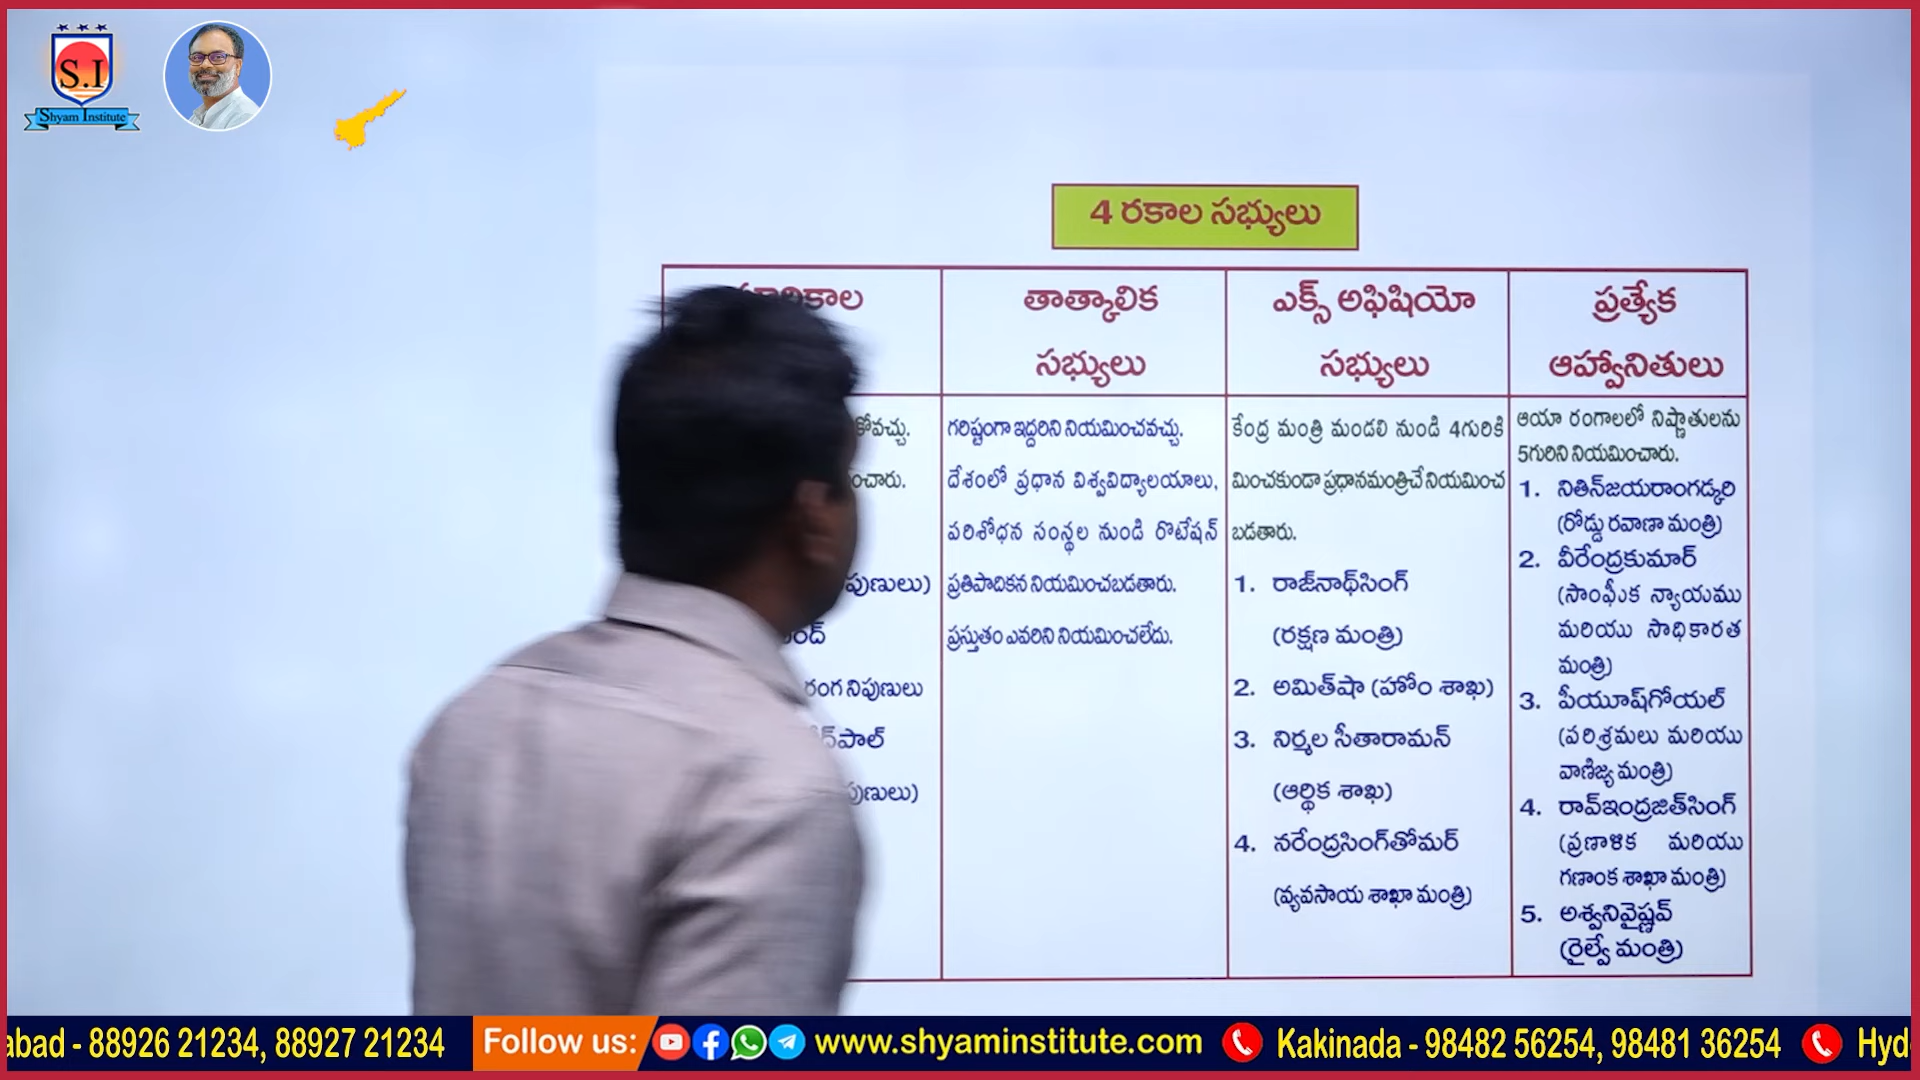 S.I
Shyam Institute
4 రకాల సభ్యులు
తాత్కాలిక
సభ్యులు
ఎక్స్ అఫిషియో
సభ్యులు
ప్రత్యేక
ఆహ్వానితులు
గరిష్టంగా ఇద్దరిని నియమించవచ్చు.
దేశంలో ప్రధాన విశ్వవిద్యాలయాలు,
పరిశోధన సంస్థల నుండి రొటేషన్
ప్రతిపాదికన నియమించబడతారు.
ప్రస్తుతం ఎవరిని నియమించలేదు.
కేంద్ర మంత్రి మండలి నుండి 4గురికి
మించకుండా ప్రధానమంత్రిచే నియమించ
బడతారు.
1. రాజ్‌నాథ్‌సింగ్
(రక్షణ మంత్రి)
2. అమిత్‌షా (హోం శాఖ)
3. నిర్మల సీతారామన్
(ఆర్థిక శాఖ)
4. నరేంద్రసింగ్‌తోమర్
(వ్యవసాయ శాఖా మంత్రి)
ఆయా రంగాలలో నిష్ణాతులను
5గురిని నియమించారు.
1. నితిన్‌జయరాంగడ్కరి
(రోడ్డు రవాణా మంత్రి)
2. వీరేంద్రకుమార్
(సాంఘీక న్యాయము
మరియు సాధికారత
మంత్రి)
3. పీయూష్‌గోయల్
(పరిశ్రమలు మరియు
వాణిజ్య మంత్రి)
4. రావ్‌ఇంద్రజిత్‌సింగ్
(ప్రణాళిక మరియు
గణాంక శాఖా మంత్రి)
5. అశ్వనివైష్ణవ్
(రైల్వే మంత్రి)
రంగ నిపుణులు
abad - 88926 21234, 88927 21234 Follow us: www.shyaminstitute.com Kakinada - 98482 56254, 98481 36254 Hyd